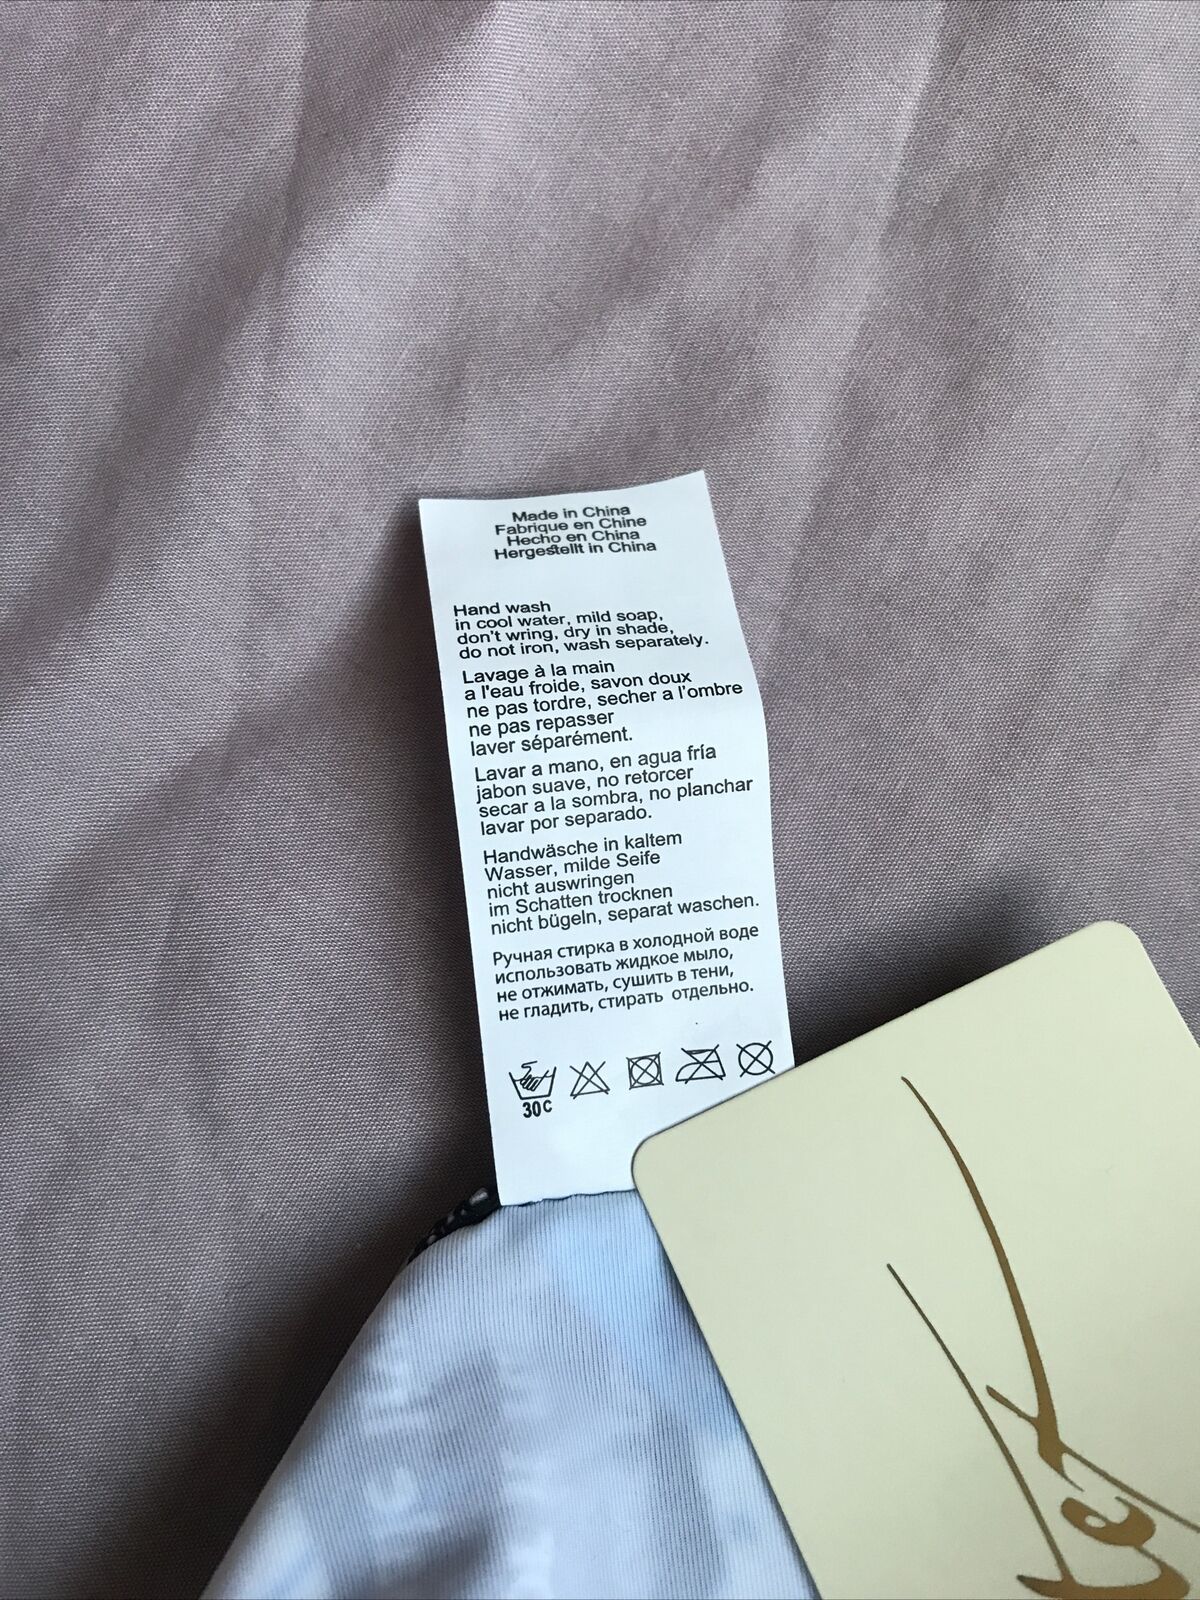 Made in China
Fabrique en Chine
Hecho en China
Hergestellt in China
Hand wash
in cool water, mild soap,
don't wring, dry in shade,
do not iron, wash separately.
Lavage à la main
a l'eau froide, savon doux
ne pas tordre, secher a l'ombre
ne pas repasser
laver séparément.
Lavar a mano, en agua fría
jabon suave, no retorcer
secar a la sombra, no planchar
lavar por separado.
Handwäsche in kaltem
Wasser, milde Seife
nicht auswringen
im Schatten trocknen
nicht bügeln, separat waschen.
Ручная стирка в холодной воде
использовать жидкое мыло,
не отжимать, сушить в тени,
не гладить, стирать отдельно.
30C